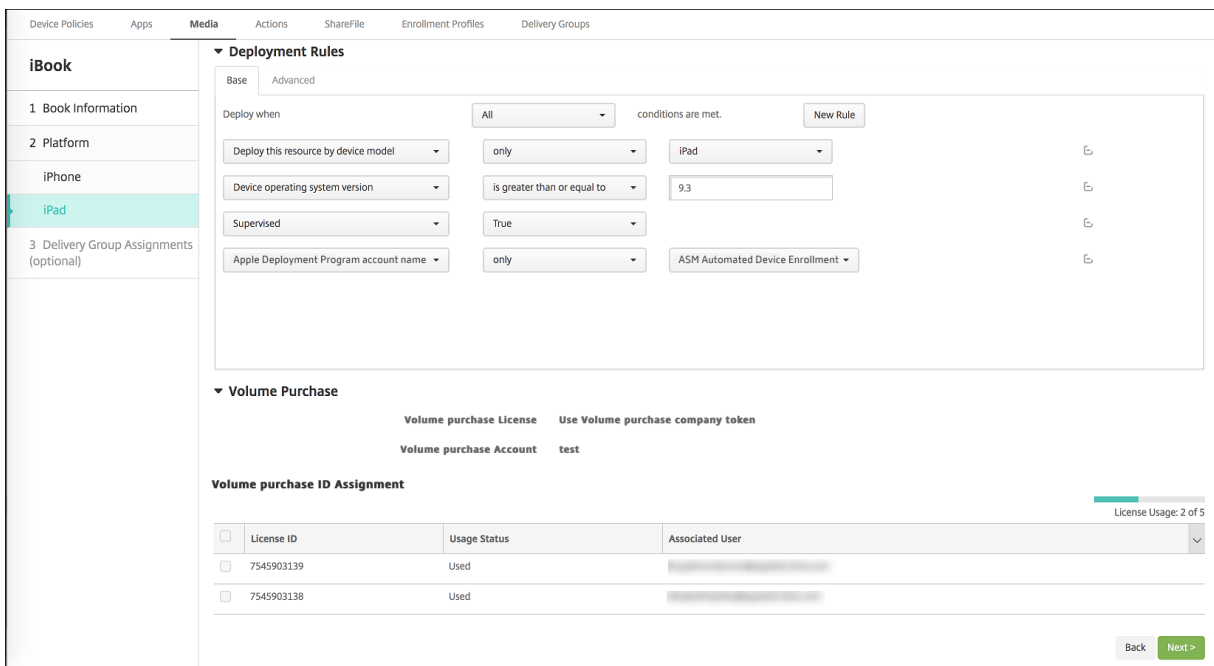 Device Policies Apps Media Actions ShareFile Enrollment Profiles Delivery Groups
iBook
1 Book Information
2 Platform
iPhone
iPad
3 Delivery Group Assignments
(optional)
Deployment Rules
Base Advanced
Deploy when All conditions are met. New Rule
Deploy this resource by device model only iPad
Device operating system version is greater than or equal to 9.3
Supervised True
Apple Deployment Program account name only ASM Automated Device Enrollment
Volume Purchase
Volume purchase License Use Volume purchase company token
Volume purchase Account test
Volume purchase ID Assignment
License Usage: 2 of 5
License ID Usage Status Associated User
7545903139 Used
7545903138 Used
Back Next >